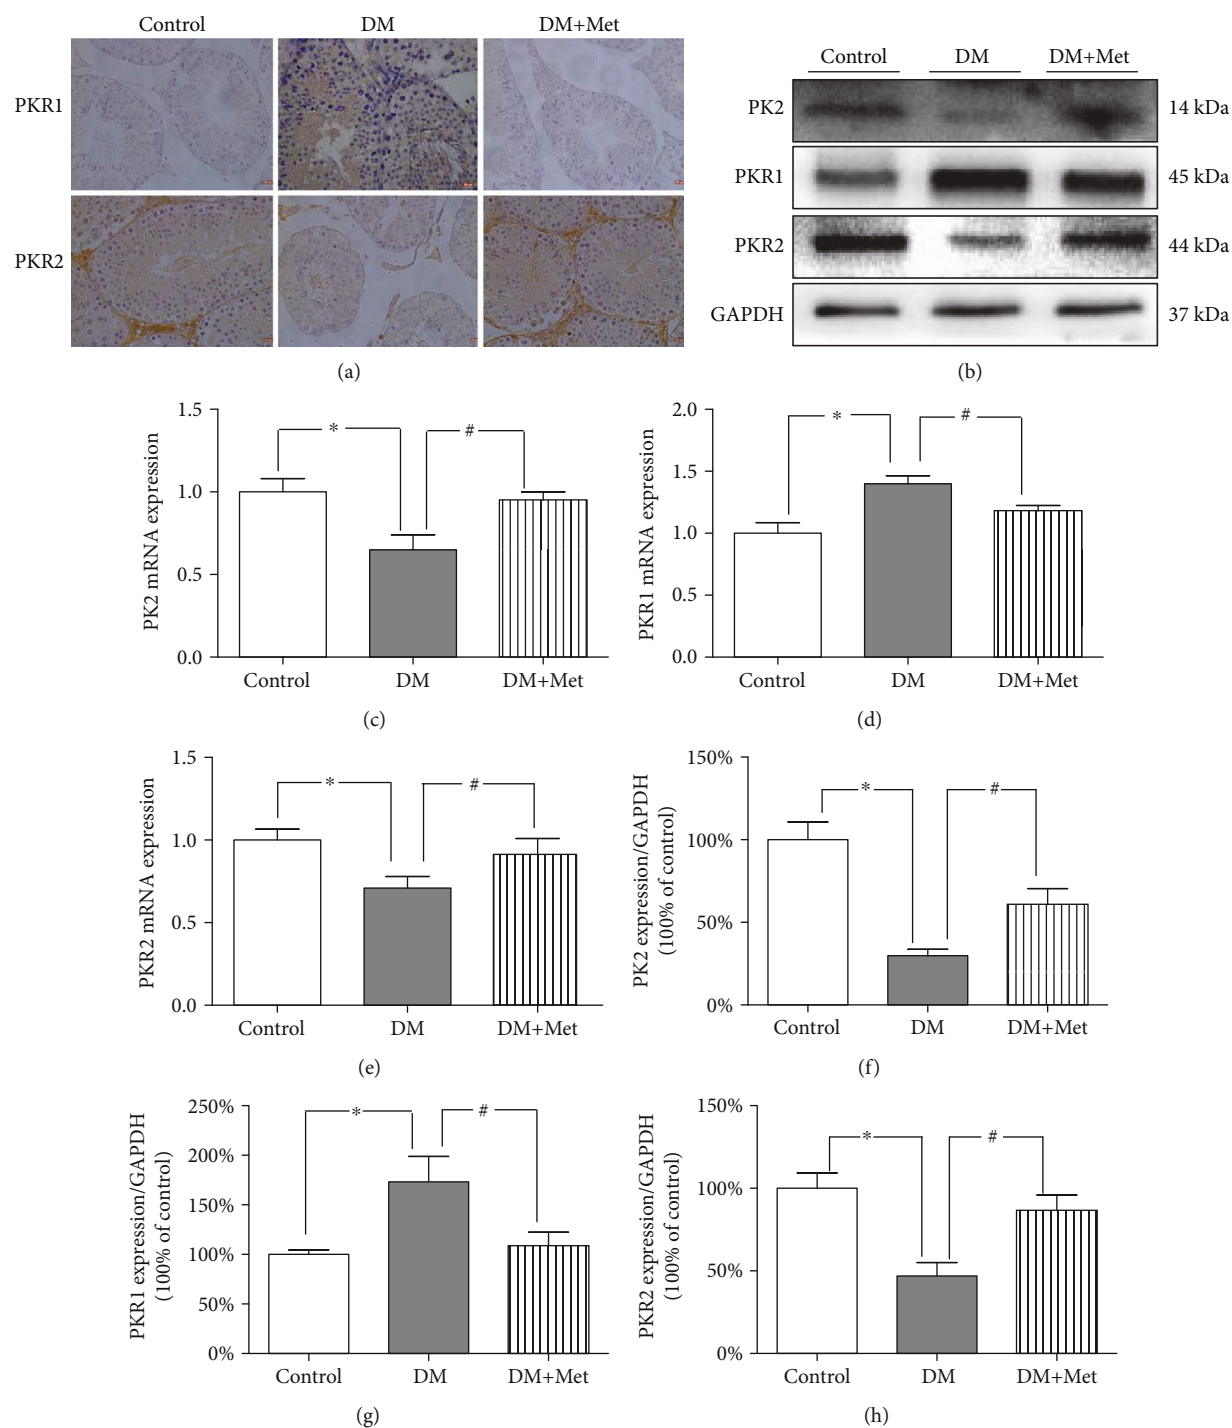 Control DM DM+Met
PKR1
PKR2
(a)
Control DM DM+Met
PK2 14 kDa
PKR1 45 kDa
PKR2 44 kDa
GAPDH 37 kDa
(b)
PK2 mRNA expression
1.5
1.0
0.5
0.0
* #
Control DM DM+Met
(c)
PKR1 mRNA expression
2.0
1.5
1.0
0.5
0.0
* #
Control DM DM+Met
(d)
PKR2 mRNA expression
1.5
1.0
0.5
0.0
* #
Control DM DM+Met
(e)
PK2 expression/GAPDH
(100% of control)
150%
100%
50%
0%
* #
Control DM DM+Met
(f)
PKR1 expression/GAPDH
(100% of control)
250%
200%
150%
100%
50%
0%
* #
Control DM DM+Met
(g)
PKR2 expression/GAPDH
(100% of control)
150%
100%
50%
0%
* #
Control DM DM+Met
(h)